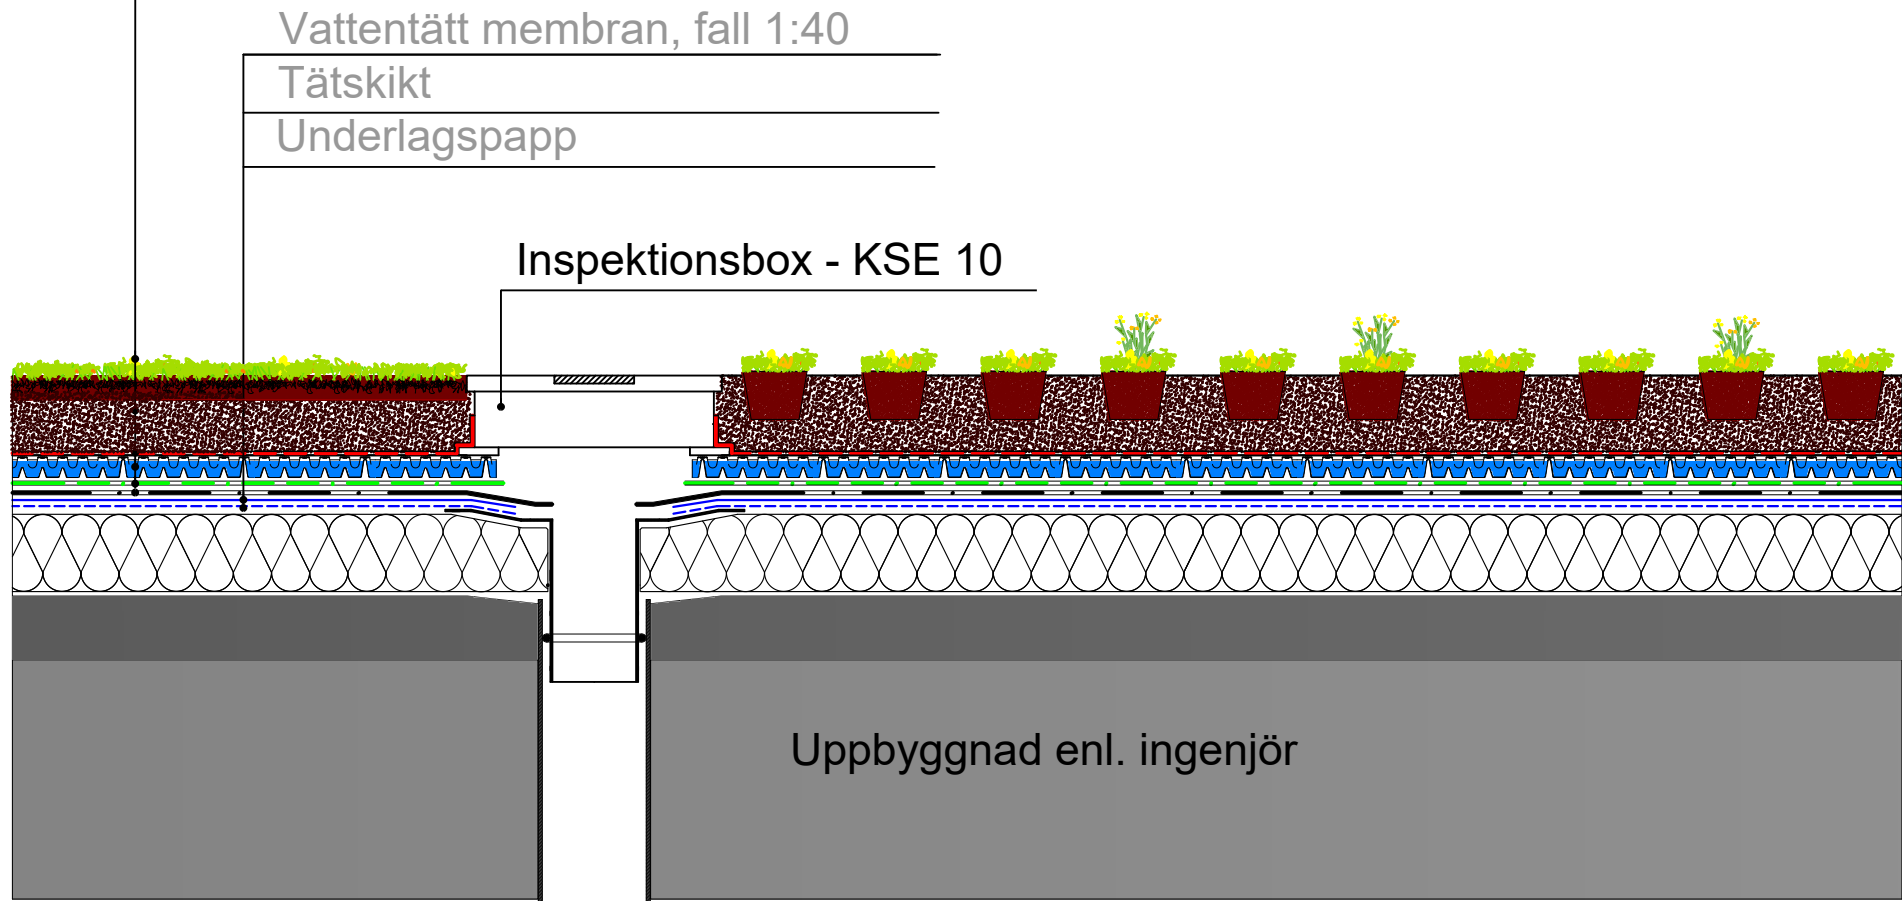 Vattentätt membran, fall 1:40
Tätskikt
Underlagspapp
Inspektionsbox - KSE 10
Uppbyggnad enl. ingenjör